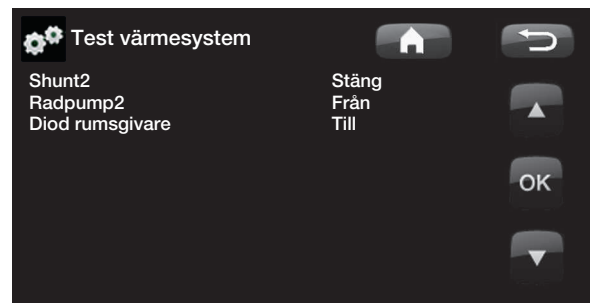 Test värmesystem
Shunt2 Stäng
Radpump2 Från
Diod rumsgivare Till
OK